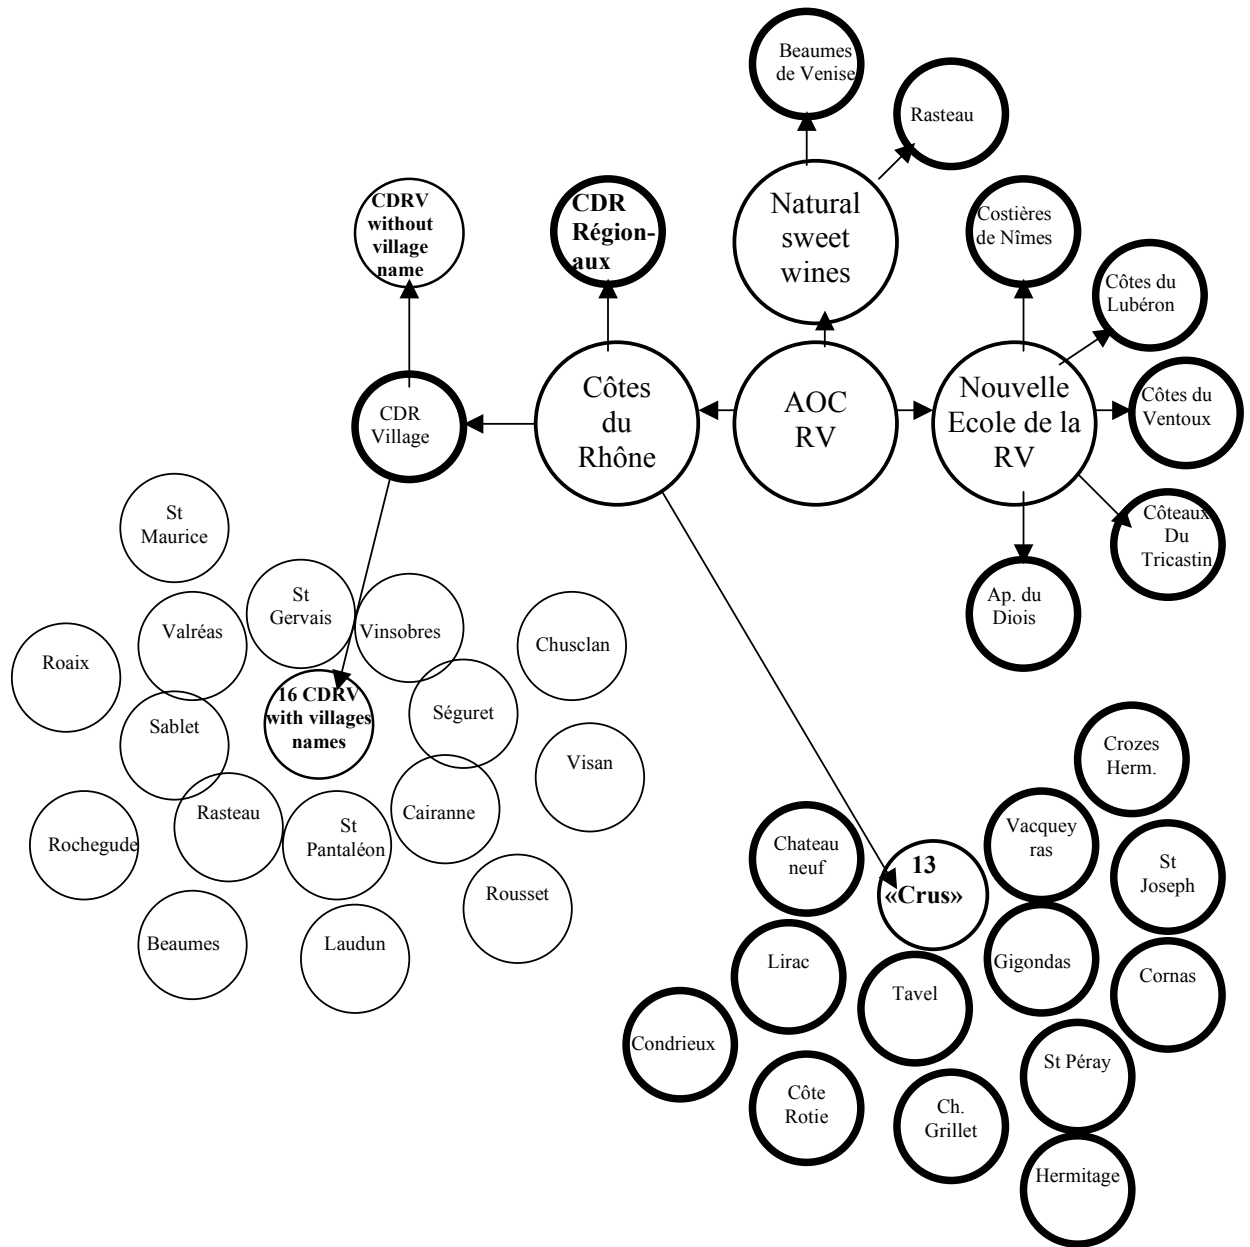 Beaumes
de Venise
Rasteau
CDRV
without
village
name
CDR
Région-
aux
Natural
sweet
wines
Costières
de Nîmes
Côtes du
Lubéron
CDR
Village
Côtes
du
Rhône
AOC
RV
Nouvelle
Ecole de la
RV
Côtes du
Ventoux
Côteaux
Du
Tricastin
Ap. du
Diois
St
Maurice
St
Gervais
Valréas
Vinsobres
Chusclan
Roaix
16 CDRV
with villages
names
Sablet
Séguret
Visan
Rasteau
Cairanne
Rochegude
St
Pantaléon
Rousset
Beaumes
Laudun
Crozes
Herm.
Chateau
neuf
13
«Crus»
Vacquey
ras
St
Joseph
Lirac
Tavel
Gigondas
Cornas
Condrieux
Côte
Rotie
Ch.
Grillet
St Péray
Hermitage